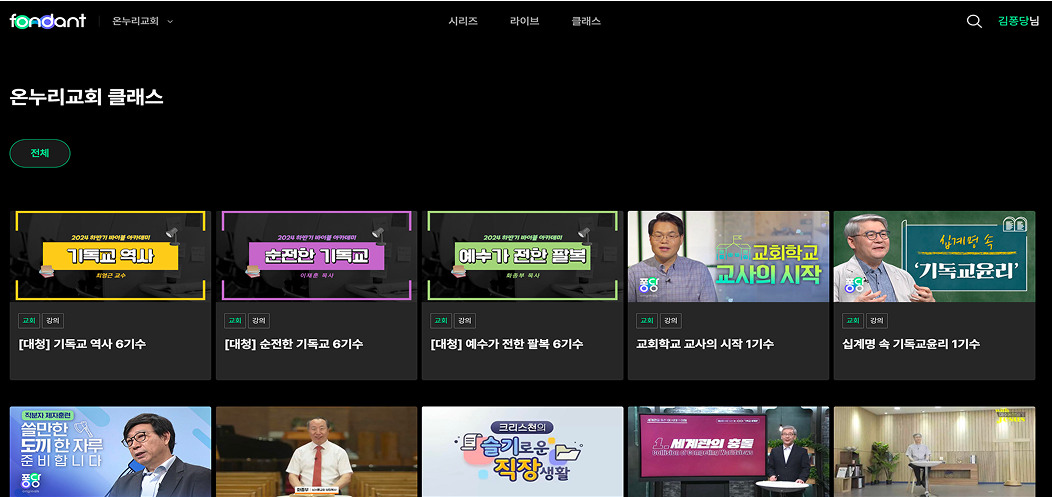 fondant
온누리교회
시리즈
라이브
클래스
김퐁당님
온누리교회 클래스
전체
2024 하반기 바이블 아카데미
기독교 역사
최영근 교수
2024 하반기 바이블 아카데미
순전한 기독교
이재훈 목사
2024 하반기 바이블 아카데미
예수가 전한 팔복
화종부 목사
교회학교
교사의 시작
퐁당
십계명 속
'기독교윤리'
퐁당
교회 강의
[대청] 기독교 역사 6기수
교회 강의
[대청] 순전한 기독교 6기수
교회 강의
[대청] 예수가 전한 팔복 6기수
교회 강의
교회학교 교사의 시작 1기수
교회 강의
십계명 속 기독교윤리 1기수
직분자 제자훈련
쓸만한
도끼 한 자루
준비합니다
퐁당
화종부
크리스천의
슬기로운
직장생활
1. 세계관의 충돌
Collision of Competing Worldviews